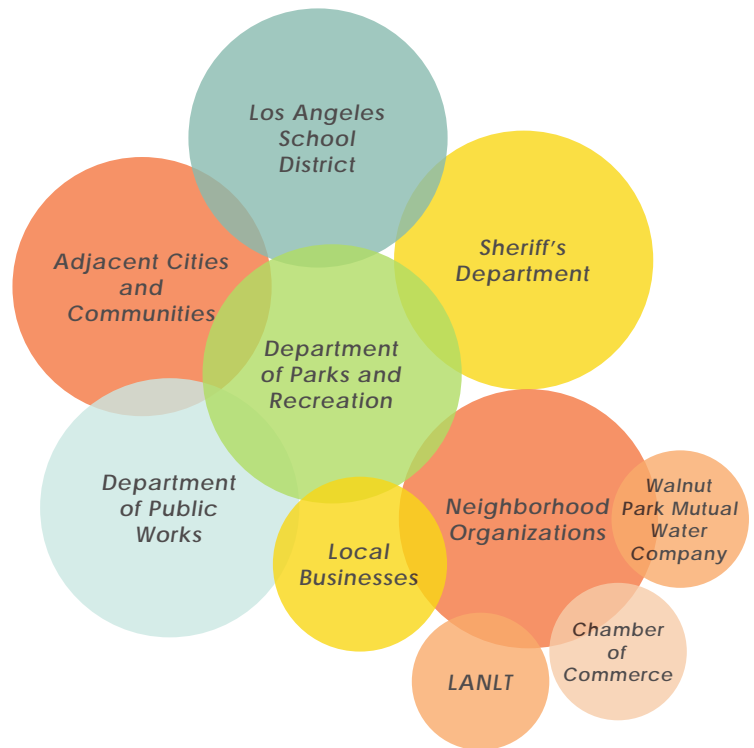 Los Angeles
School
District
Sheriff's
Department
Adjacent Cities
and
Communities
Department
of Parks and
Recreation
Department
of Public
Works
Neighborhood
Organizations
Walnut
Park Mutual
Water
Company
Local
Businesses
Chamber
of
Commerce
LANLT